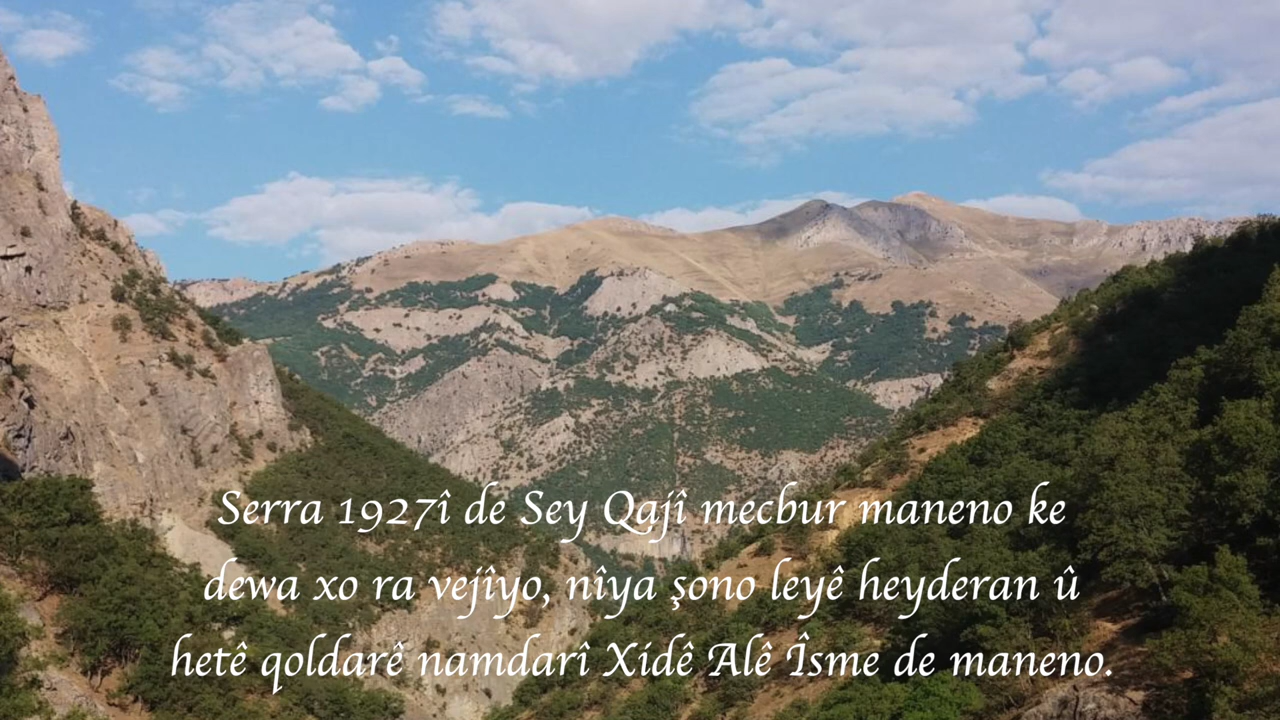 Serra 1927î de Sey Qajî mecbur maneno ke
dewa xo ra vejîyo, nîya şono leyê heyderan û
hetê qoldarê namdarî Xidê Alê Îsme de maneno.